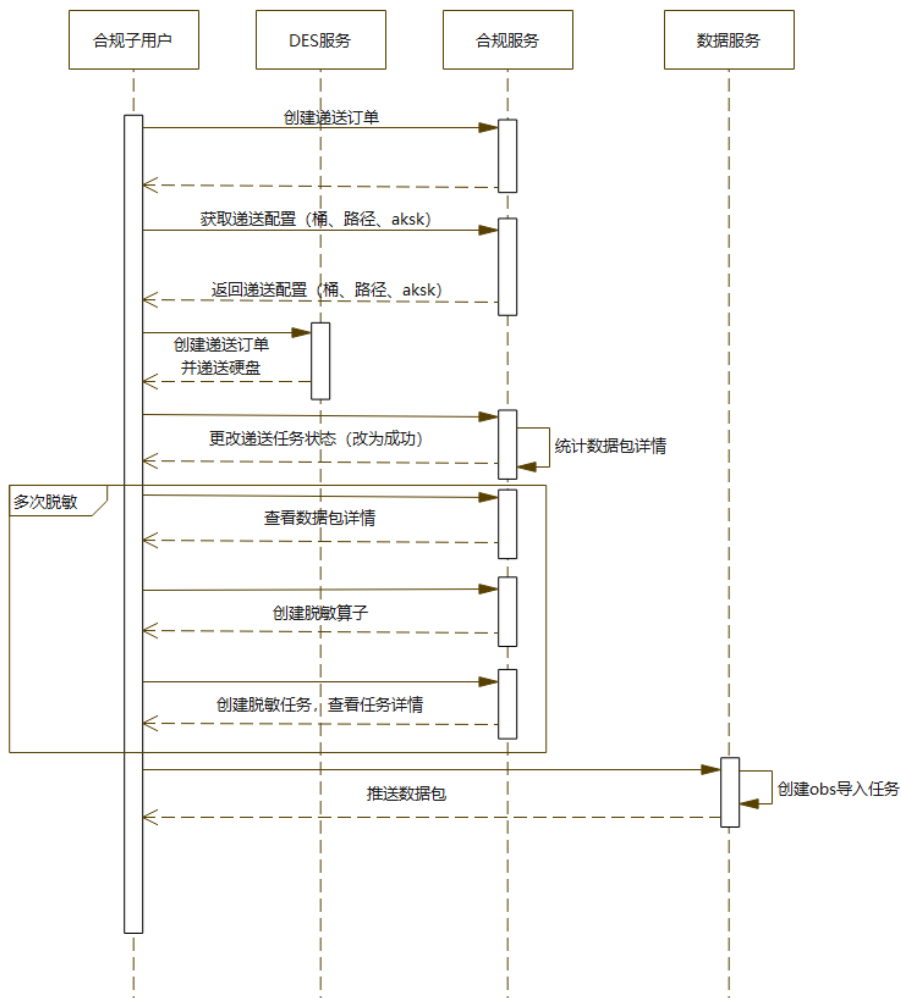 合规子用户
DES服务
合规服务
数据服务
创建递送订单
获取递送配置（桶、路径、aksk）
返回递送配置（桶、路径、aksk）
创建递送订单
并递送硬盘
更改递送任务状态（改为成功）
统计数据包详情
多次脱敏
查看数据包详情
创建脱敏算子
创建脱敏任务，查看任务详情
推送数据包
创建obs导入任务